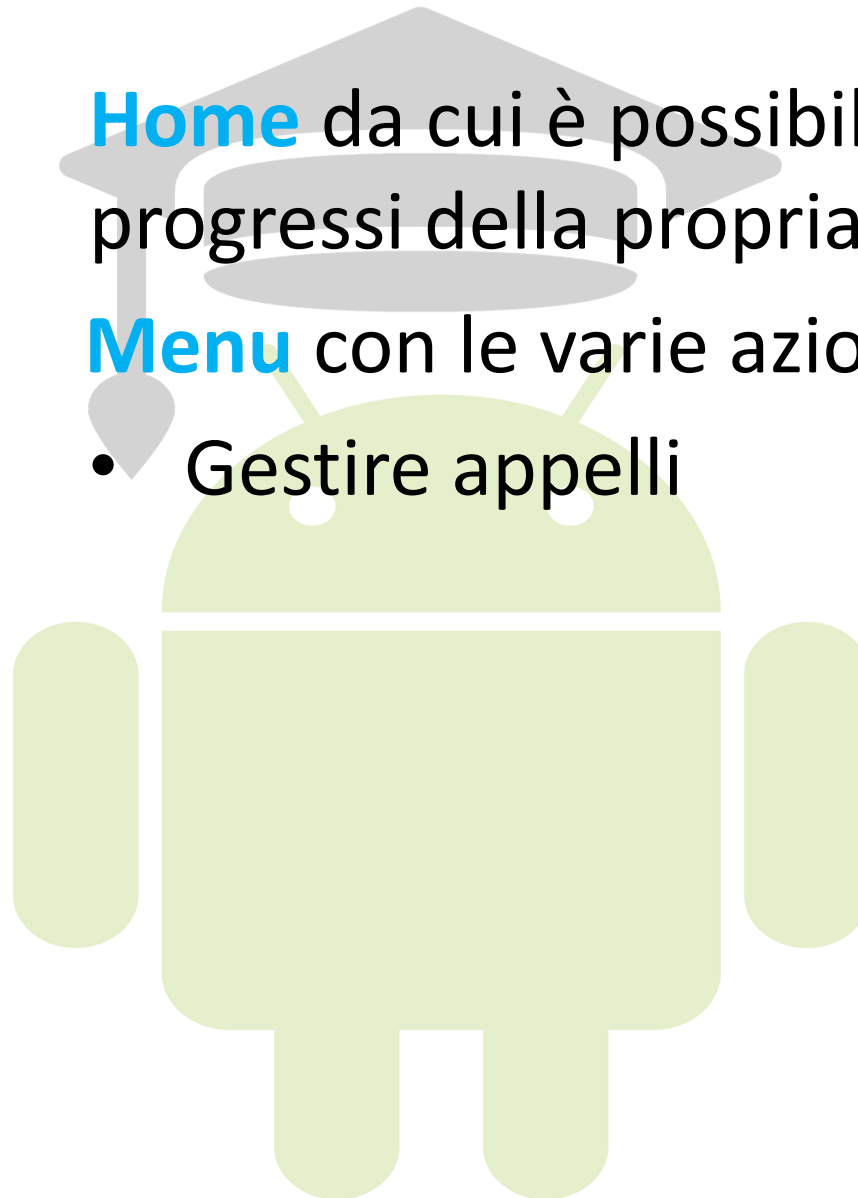 Home da cui è possibil
progressi della propria
Menu con le varie azio
• Gestire appelli